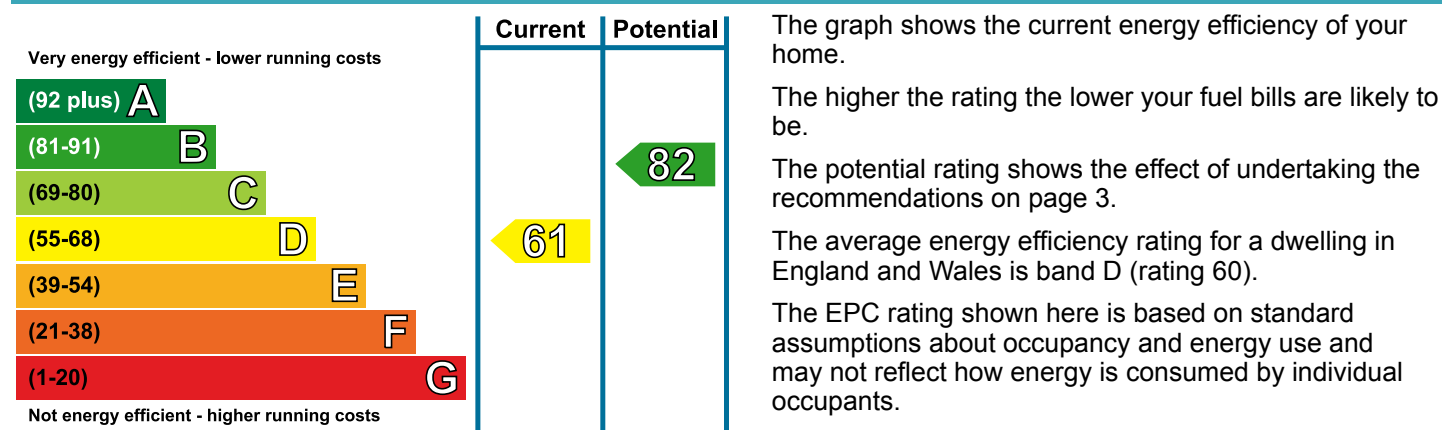 Current Potential
Very energy efficient - lower running costs
(92 plus) A
(81-91) B
(69-80) C
(55-68) D
(39-54) E
(21-38) F
(1-20) G
Not energy efficient - higher running costs
82
61
The graph shows the current energy efficiency of your
home.
The higher the rating the lower your fuel bills are likely to
be.
The potential rating shows the effect of undertaking the
recommendations on page 3.
The average energy efficiency rating for a dwelling in
England and Wales is band D (rating 60).
The EPC rating shown here is based on standard
assumptions about occupancy and energy use and
may not reflect how energy is consumed by individual
occupants.